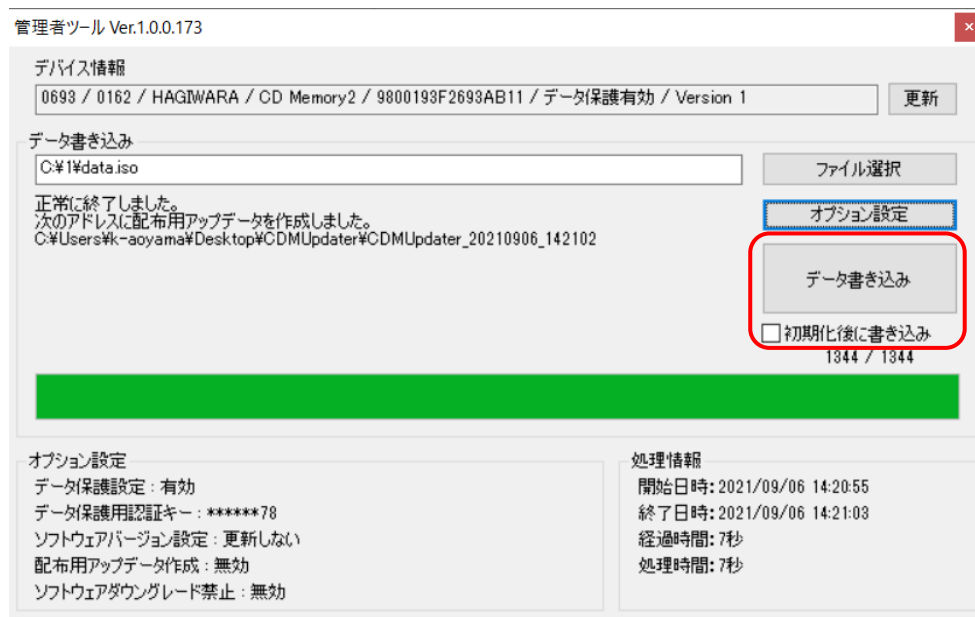 管理者ツール Ver.1.0.0.173
×
デバイス情報
0693 / 0162 / HAGIWARA / CD Memory2 / 9800193F2693AB11 / データ保護有効 / Version 1
更新
データ書き込み
C:¥1¥data.iso
ファイル選択
正常に終了しました。
次のアドレスに配布用アップデータを作成しました。
C:¥Users¥k-aoyama¥Desktop¥CDMUpdater¥CDMUpdater_20210906_142102
オプション設定
データ書き込み
初期化後に書き込み
1344 / 1344
オプション設定
データ保護設定 : 有効
データ保護用認証キー : ******78
ソフトウェアバージョン設定 : 更新しない
配布用アップデータ作成 : 無効
ソフトウェアダウングレード禁止 : 無効
処理情報
開始日時: 2021/09/06 14:20:55
終了日時: 2021/09/06 14:21:03
経過時間: 7秒
処理時間: 7秒